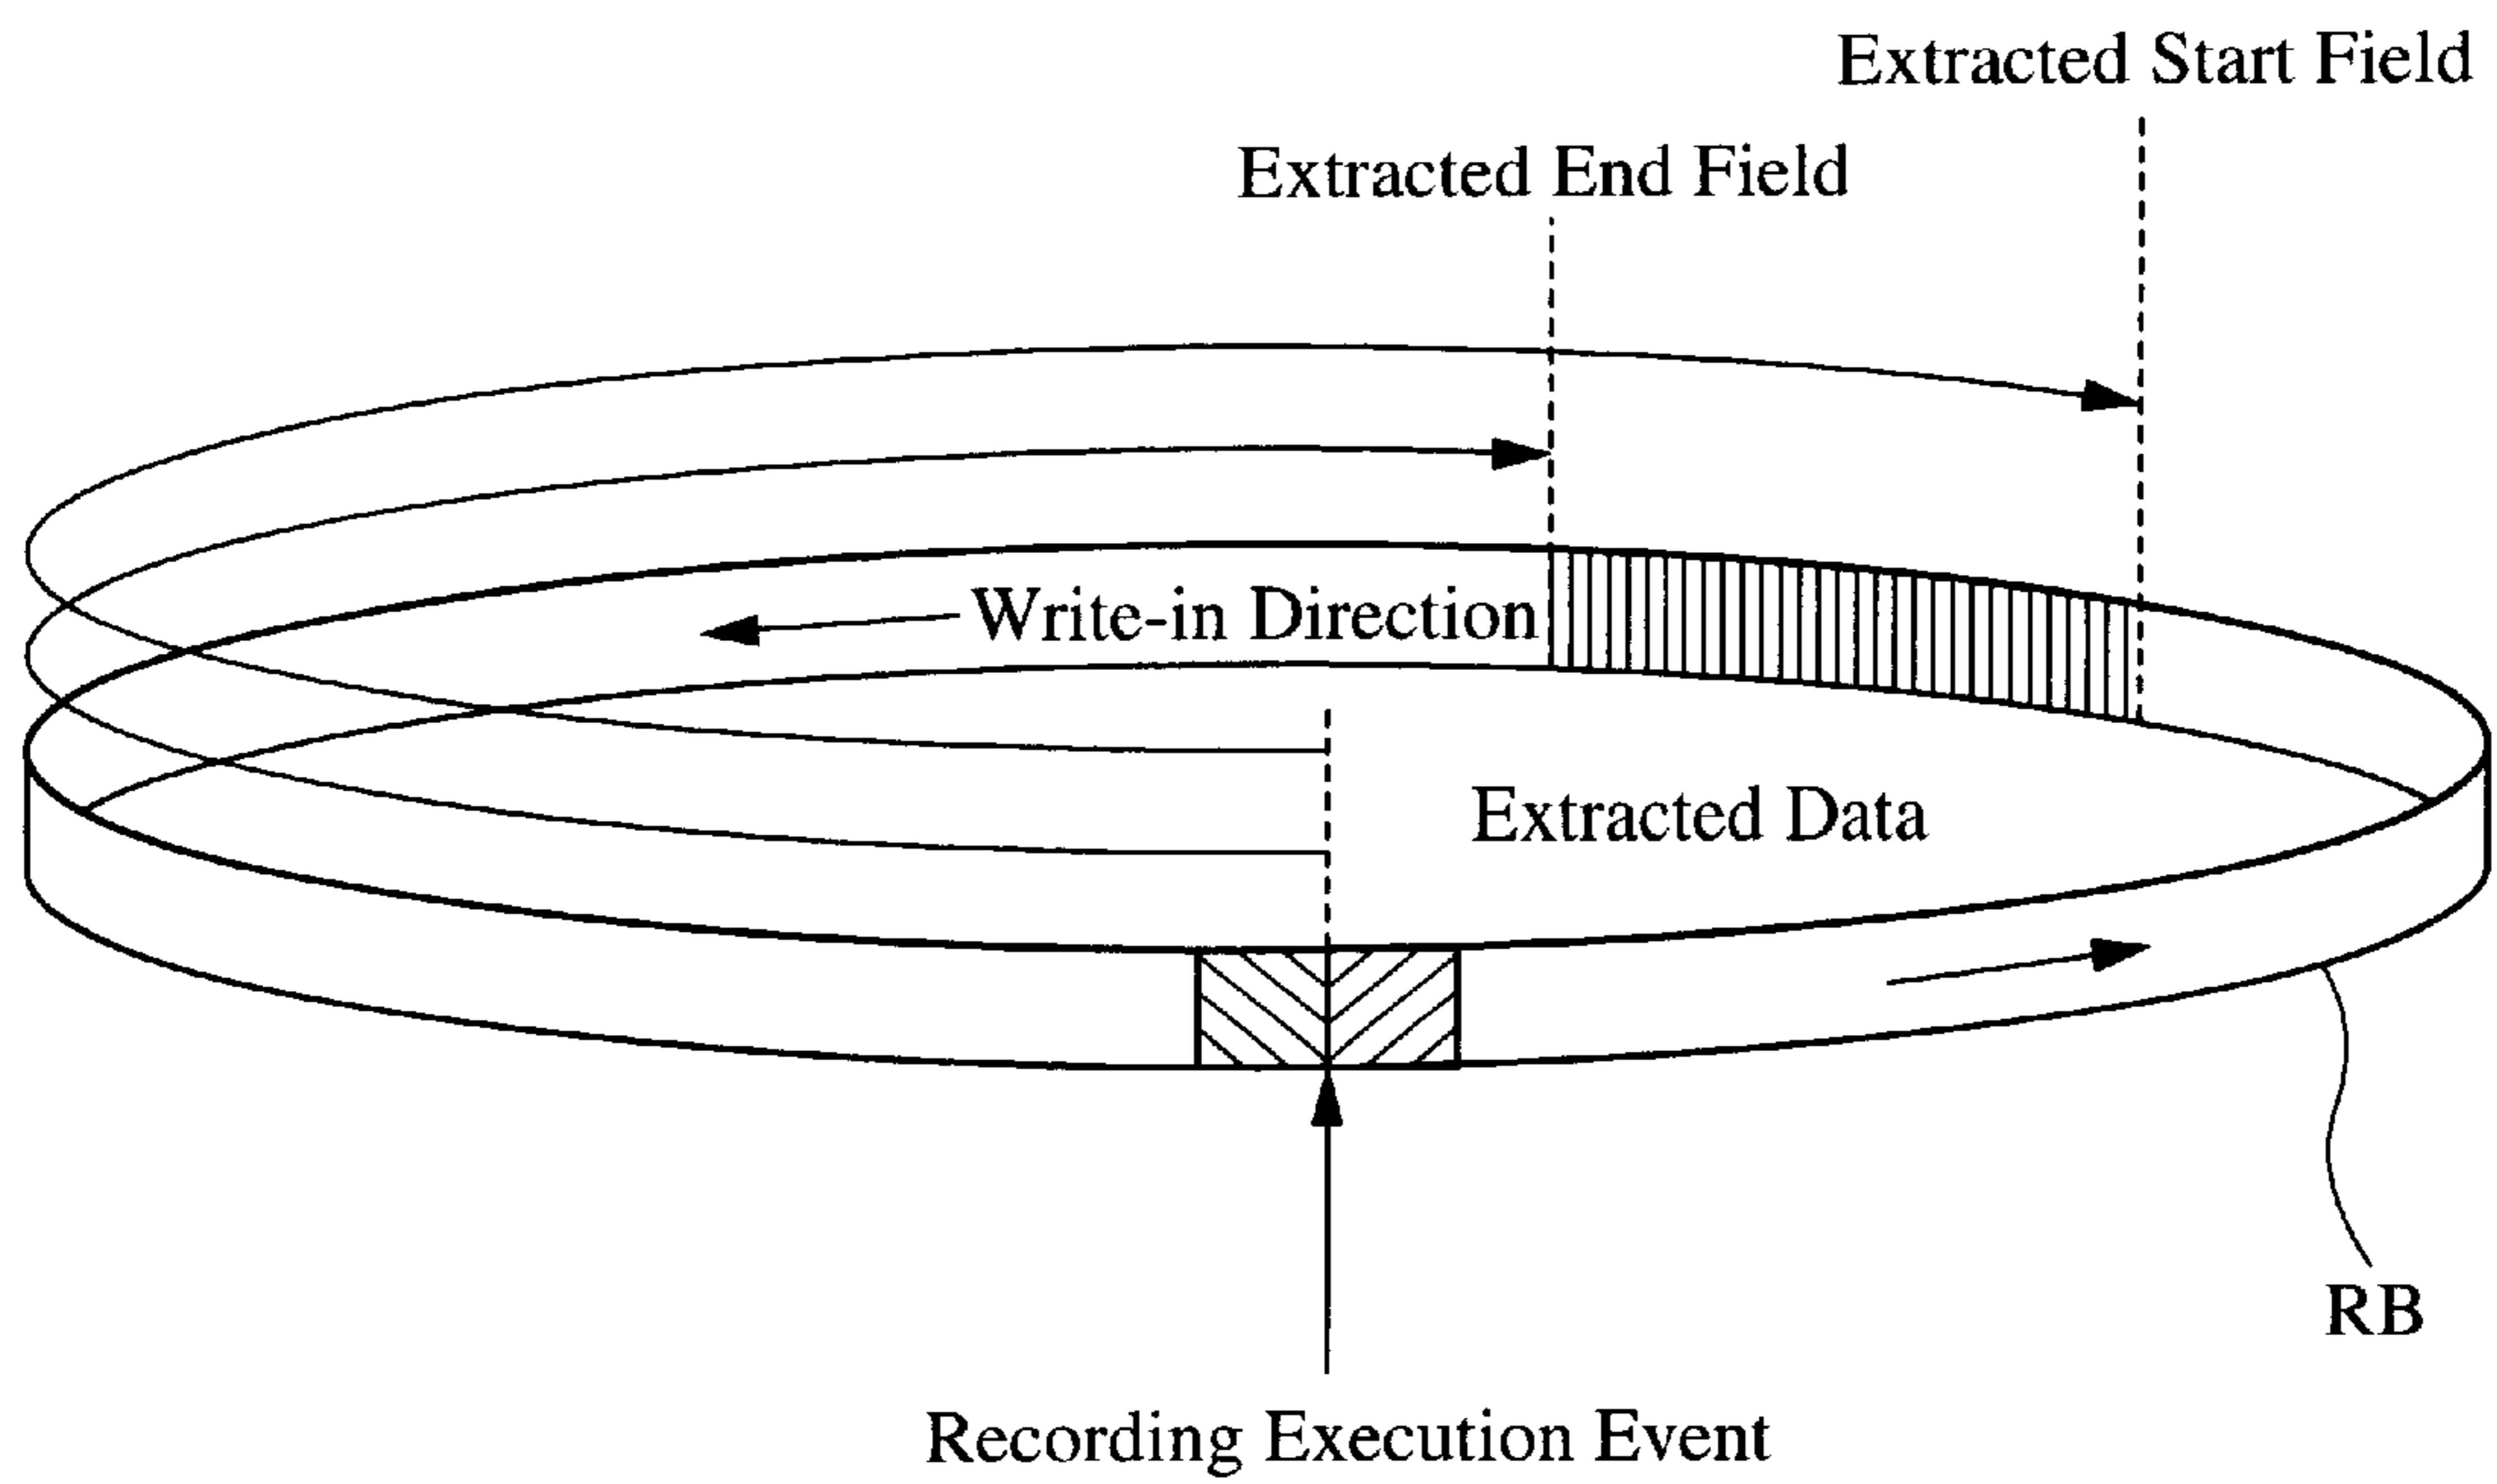 Extracted Start Field
Extracted End Field
Write-in Direction
Extracted Data
RB
Recording Execution Event